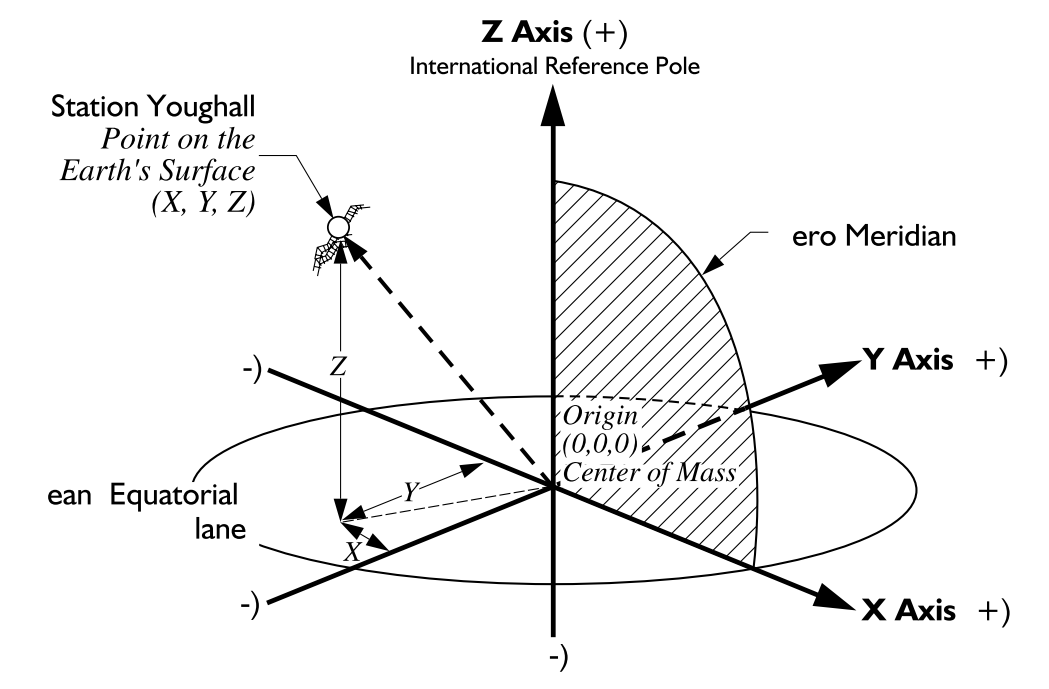 Z Axis (+)
International Reference Pole
Station Youghall
Point on the
Earth's Surface
(X, Y, Z)
ero Meridian
Z
-)
Y Axis +)
Origin
(0,0,0)
Center of Mass
Y
ean Equatorial
lane
X
-)
X Axis +)
-)